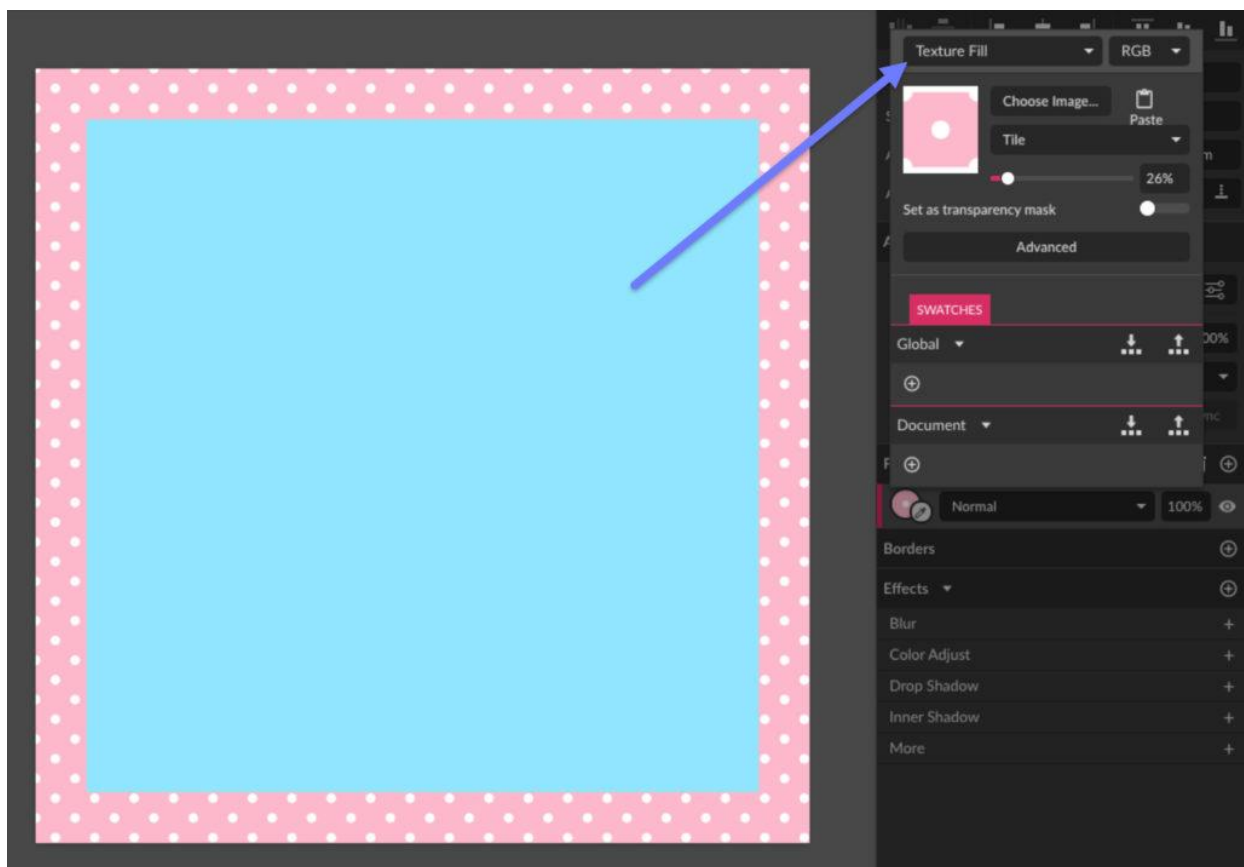 Texture Fill RGB
Choose Image...
Paste
Tile
26%
Set as transparency mask
Advanced
SWATCHES
Global
00%
Document
Normal 100%
Borders
Effects
Blur
Color Adjust
Drop Shadow
Inner Shadow
More